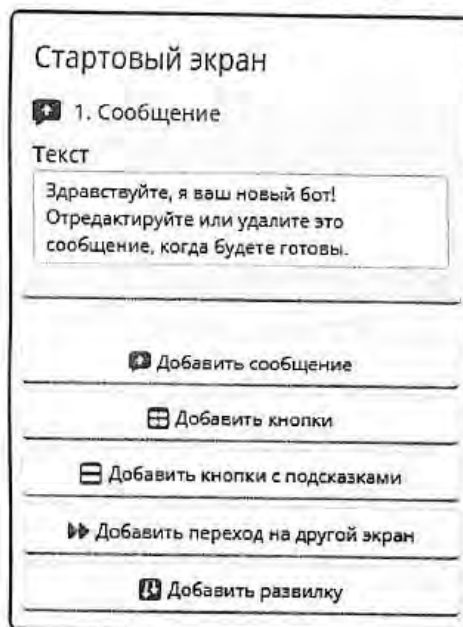 Стартовый экран
1. Сообщение
Текст
Здравствуйте, я ваш новый бот!
Отредактируйте или удалите это
сообщение, когда будете готовы.
Добавить сообщение
Добавить кнопки
Добавить кнопки с подсказками
Добавить переход на другой экран
Добавить развилку